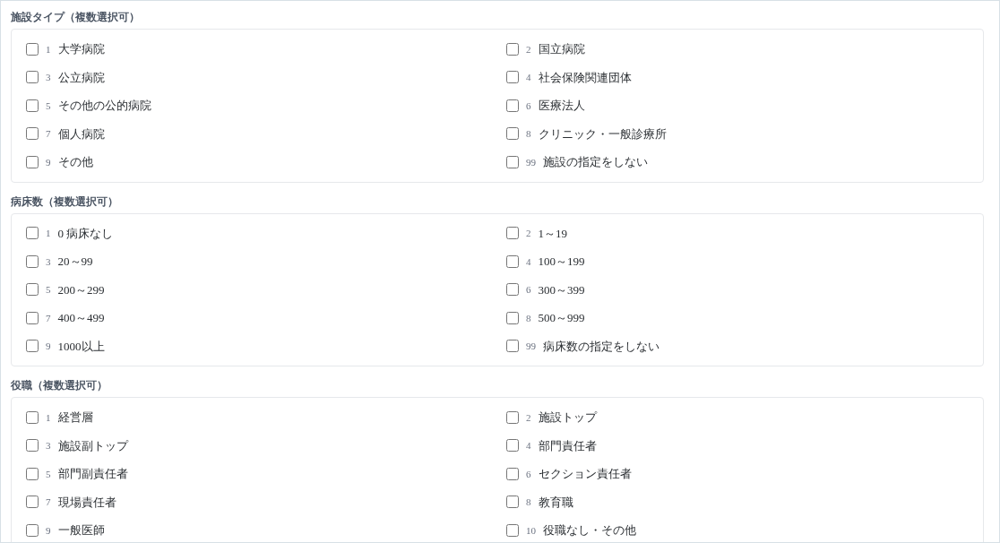 施設タイプ（複数選択可）
1 大学病院
2 国立病院
3 公立病院
4 社会保険関連団体
5 その他の公的病院
6 医療法人
7 個人病院
8 クリニック・一般診療所
9 その他
99 施設の指定をしない
病床数（複数選択可）
1 0 病床なし
2 1～19
3 20～99
4 100～199
5 200～299
6 300～399
7 400～499
8 500～999
9 1000以上
99 病床数の指定をしない
役職（複数選択可）
1 経営層
2 施設トップ
3 施設副トップ
4 部門責任者
5 部門副責任者
6 セクション責任者
7 現場責任者
8 教育職
9 一般医師
10 役職なし・その他